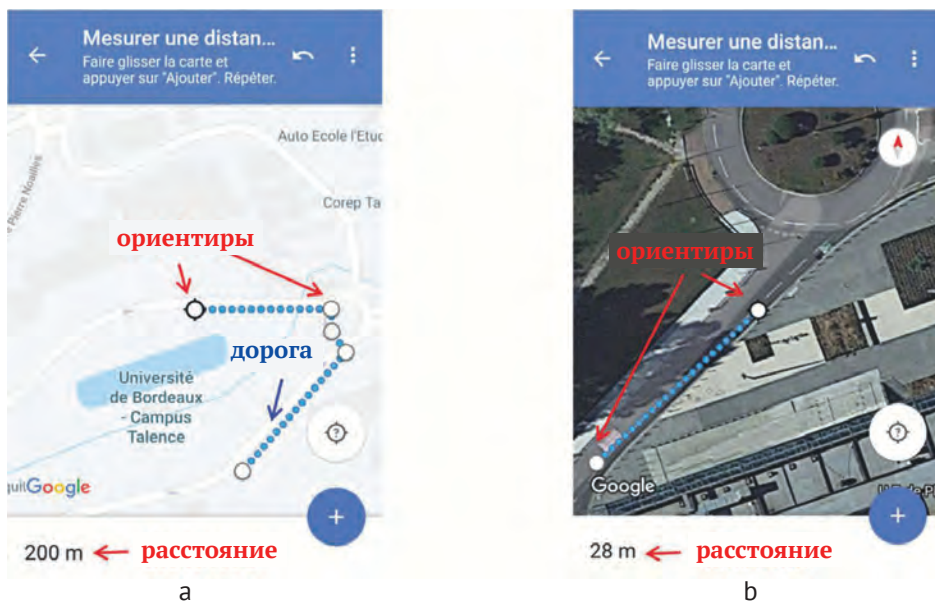 Mesurer une distan...
Faire glisser la carte et
appuyer sur "Ajouter". Répéter.
Auto Ecole l'Etud
Pierre Noailles
Corep Ta
ориентиры
дорога
Université
de Bordeaux
- Campus
Talence
Google
+
200 m
расстояние
a
Mesurer une distan...
Faire glisser la carte et
appuyer sur "Ajouter". Répéter.
ориентиры
Google
+
28 m
расстояние
b